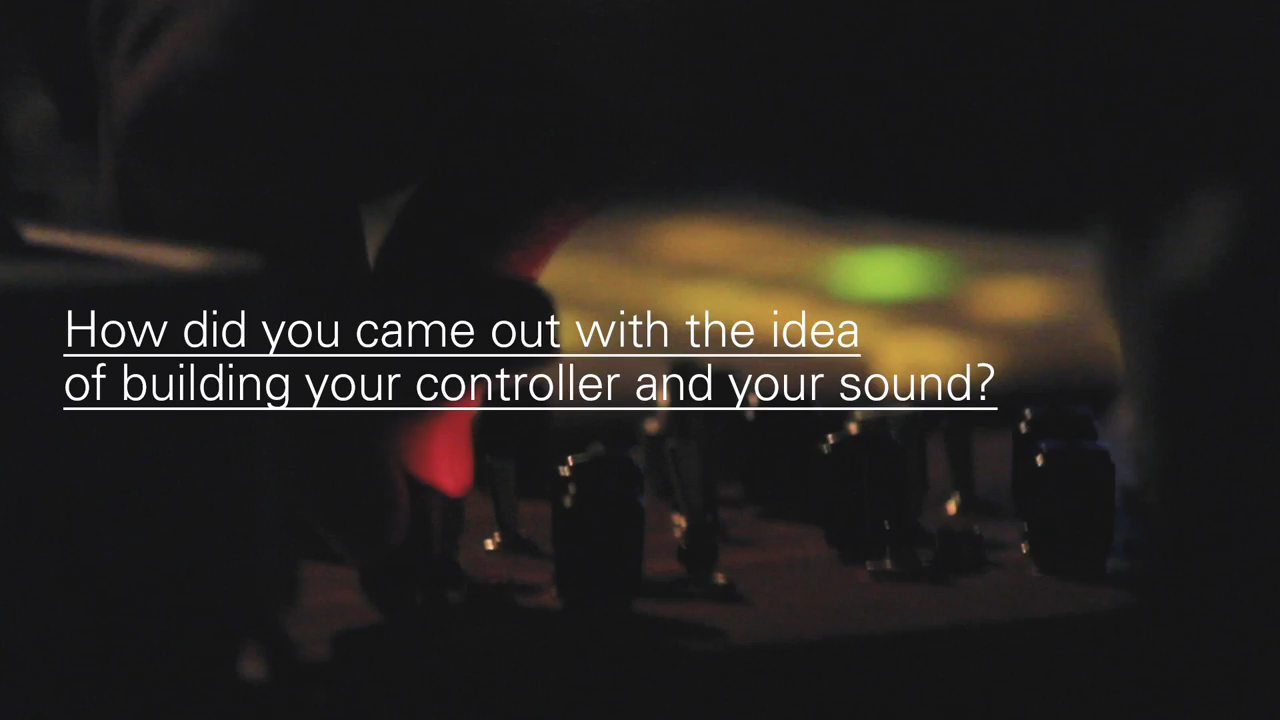 How did you came out with the idea
of building your controller and your sound?